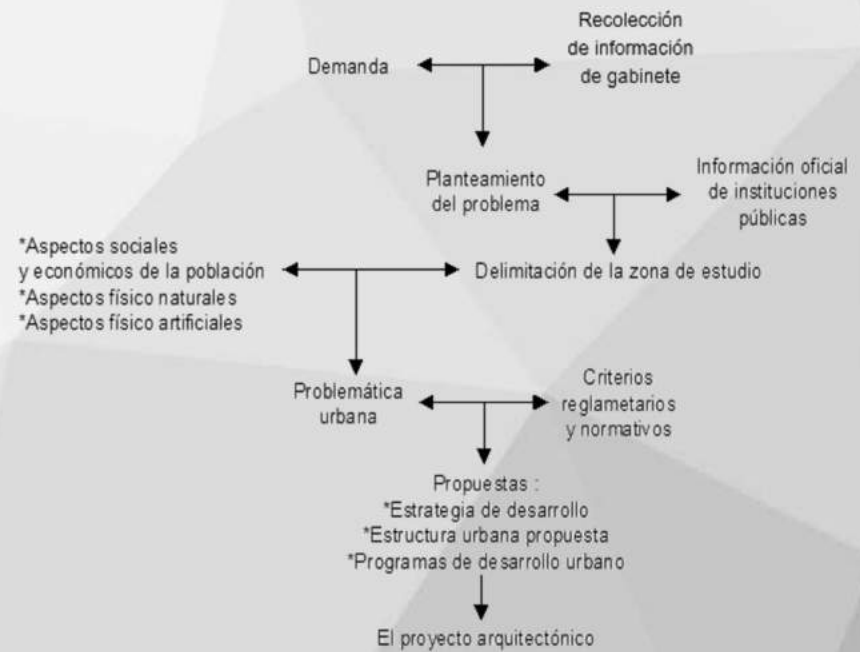 Demanda
Recolección
de información
de gabinete
Planteamiento
del problema
Información oficial
de instituciones
públicas
*Aspectos sociales
y económicos de la población
*Aspectos físico naturales
*Aspectos físico artificiales
Delimitación de la zona de estudio
Problemática
urbana
Criterios
reglametarios
y normativos
Propuestas :
*Estrategia de desarrollo
*Estructura urbana propuesta
*Programas de desarrollo urbano
El proyecto arquitectónico